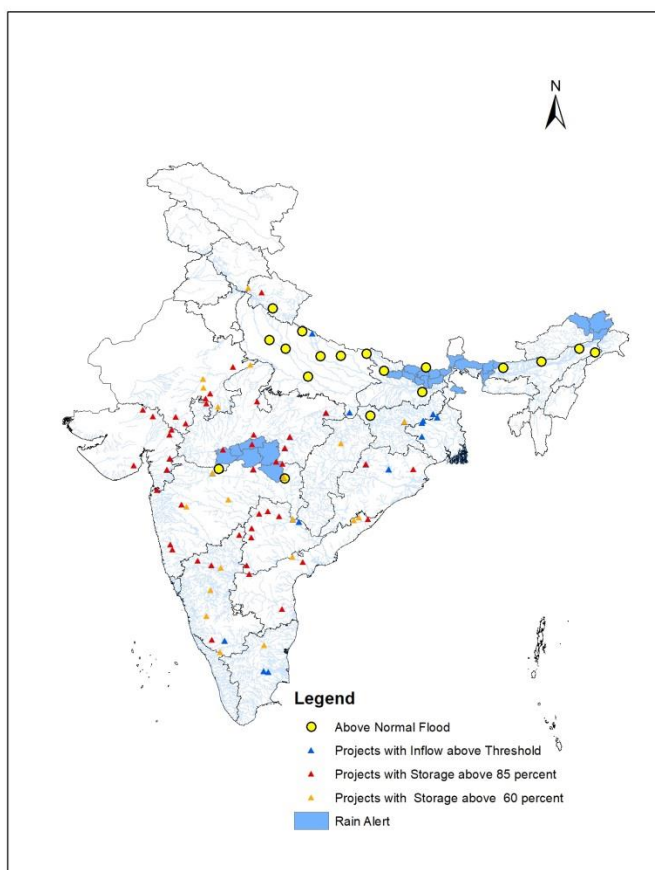 N
Legend
Above Normal Flood
Projects with Inflow above Threshold
Projects with Storage above 85 percent
Projects with Storage above 60 percent
Rain Alert